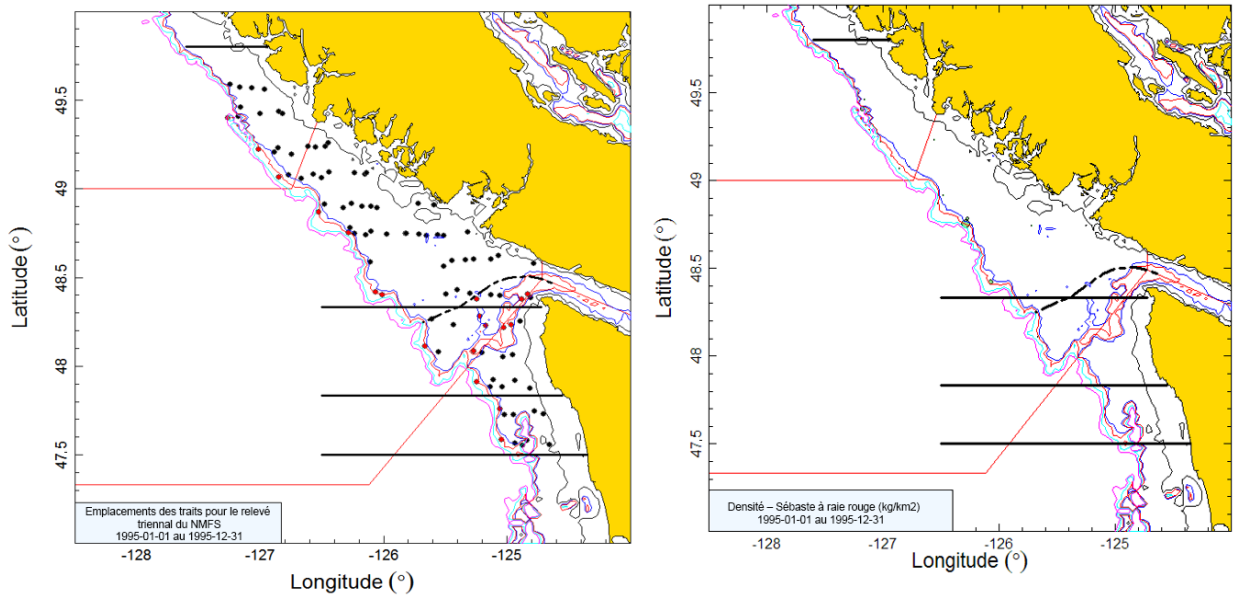 Latitude (°)
49.5
49
48.5
48
47.5
Emplacements des traits pour le relevé
triennal du NMFS
1995-01-01 au 1995-12-31
-128
-127
-126
-125
Longitude (°)
Latitude (°)
49.5
49
48.5
48
47.5
Densité – Sébaste à raie rouge (kg/km2)
1995-01-01 au 1995-12-31
-128
-127
-126
-125
Longitude (°)